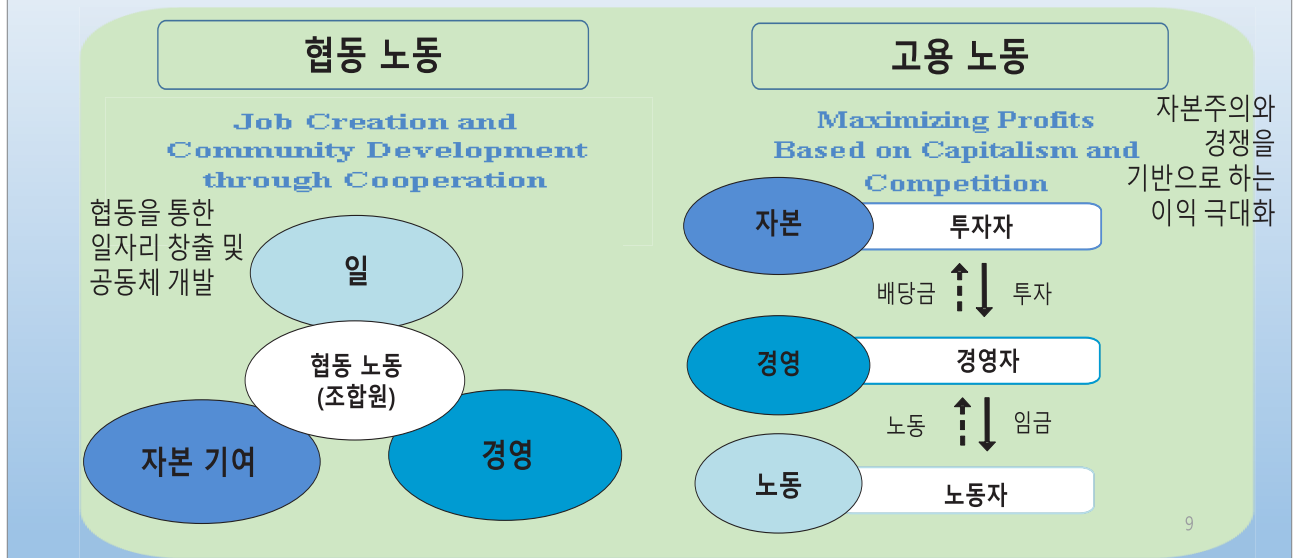 협동 노동
Job Creation and
Community Development
through Cooperation
협동을 통한
일자리 창출 및
공동체 개발
일
협동 노동
(조합원)
자본 기여
경영
고용 노동
Maximizing Profits
Based on Capitalism and
Competition
자본주의와
경쟁을
기반으로 하는
이익 극대화
자본
투자자
배당금
투자
경영
경영자
노동
임금
노동
노동자
9